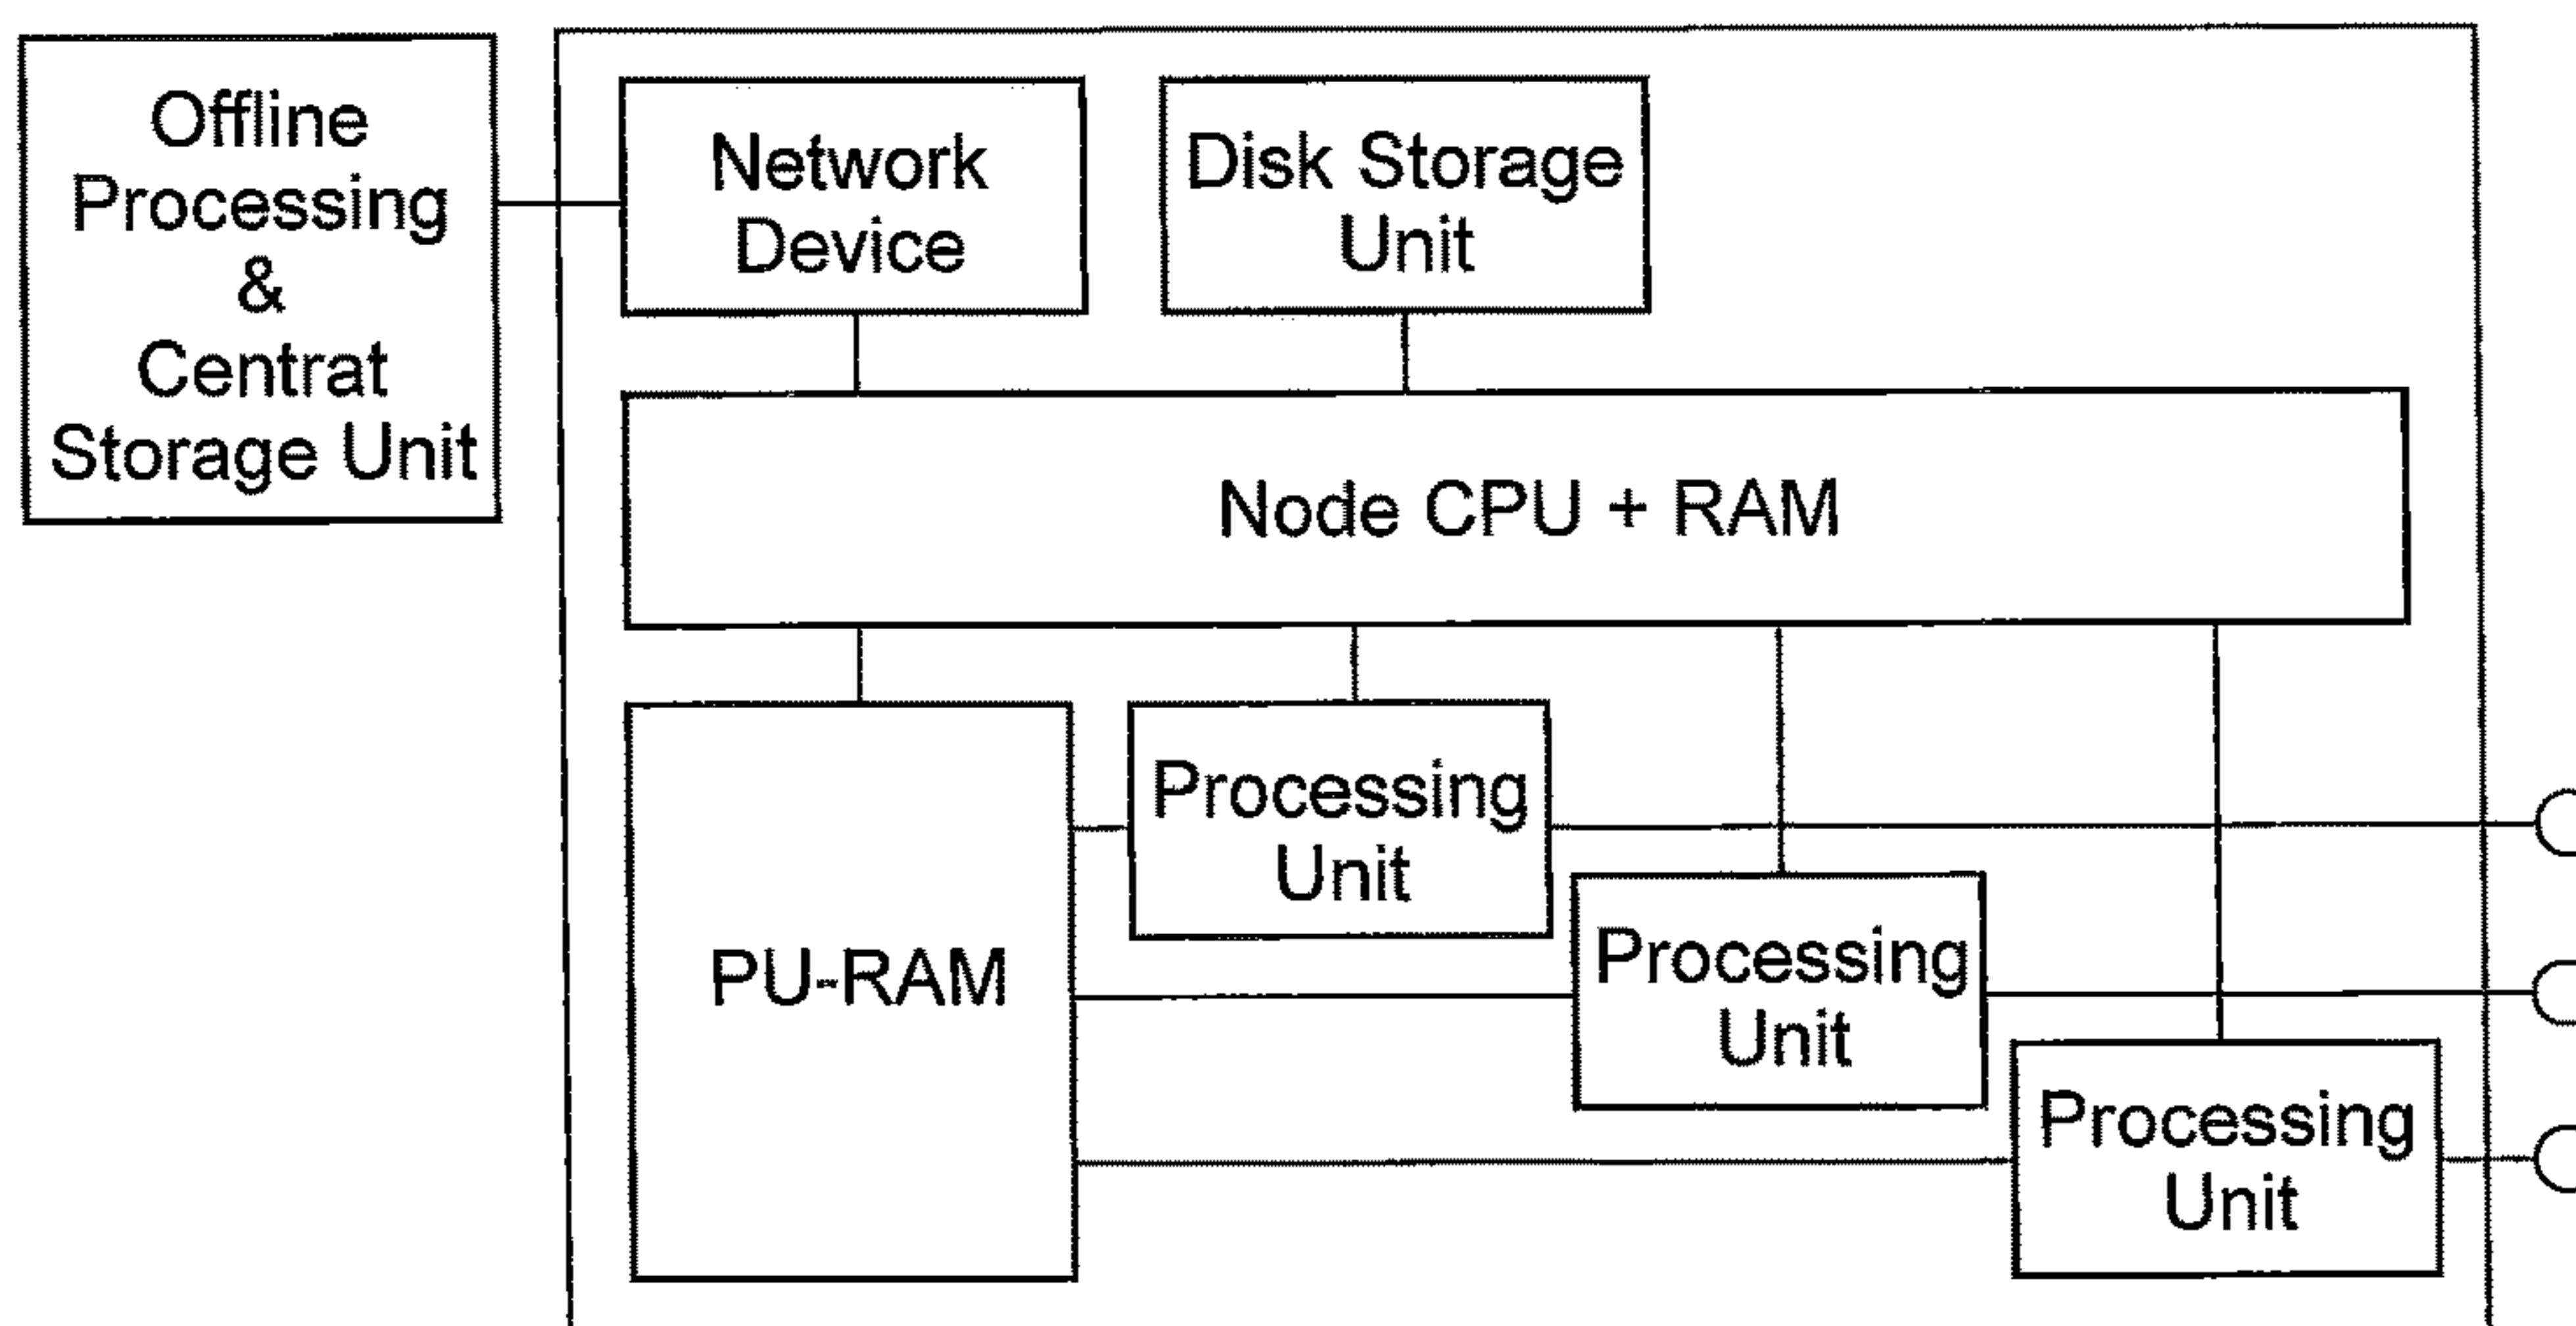 Offline
Processing
&
Centrat
Storage Unit
Network
Device
Disk Storage
Unit
Node CPU + RAM
PU-RAM
Processing
Unit
Processing
Unit
Processing
Unit